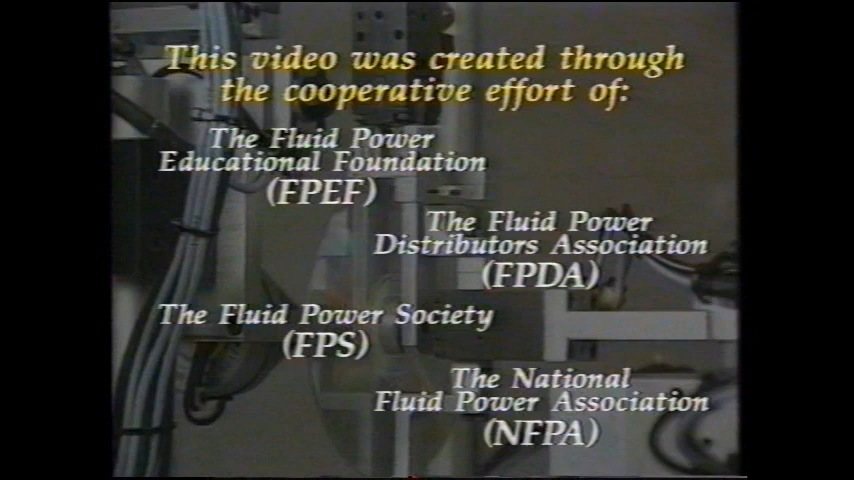 This video was created through
the cooperative effort of:
The Fluid Power
Educational Foundation
(FPEF)
The Fluid Power
Distributors Association
(FPDA)
The Fluid Power Society
(FPS)
The National
Fluid Power Association
(NFPA)